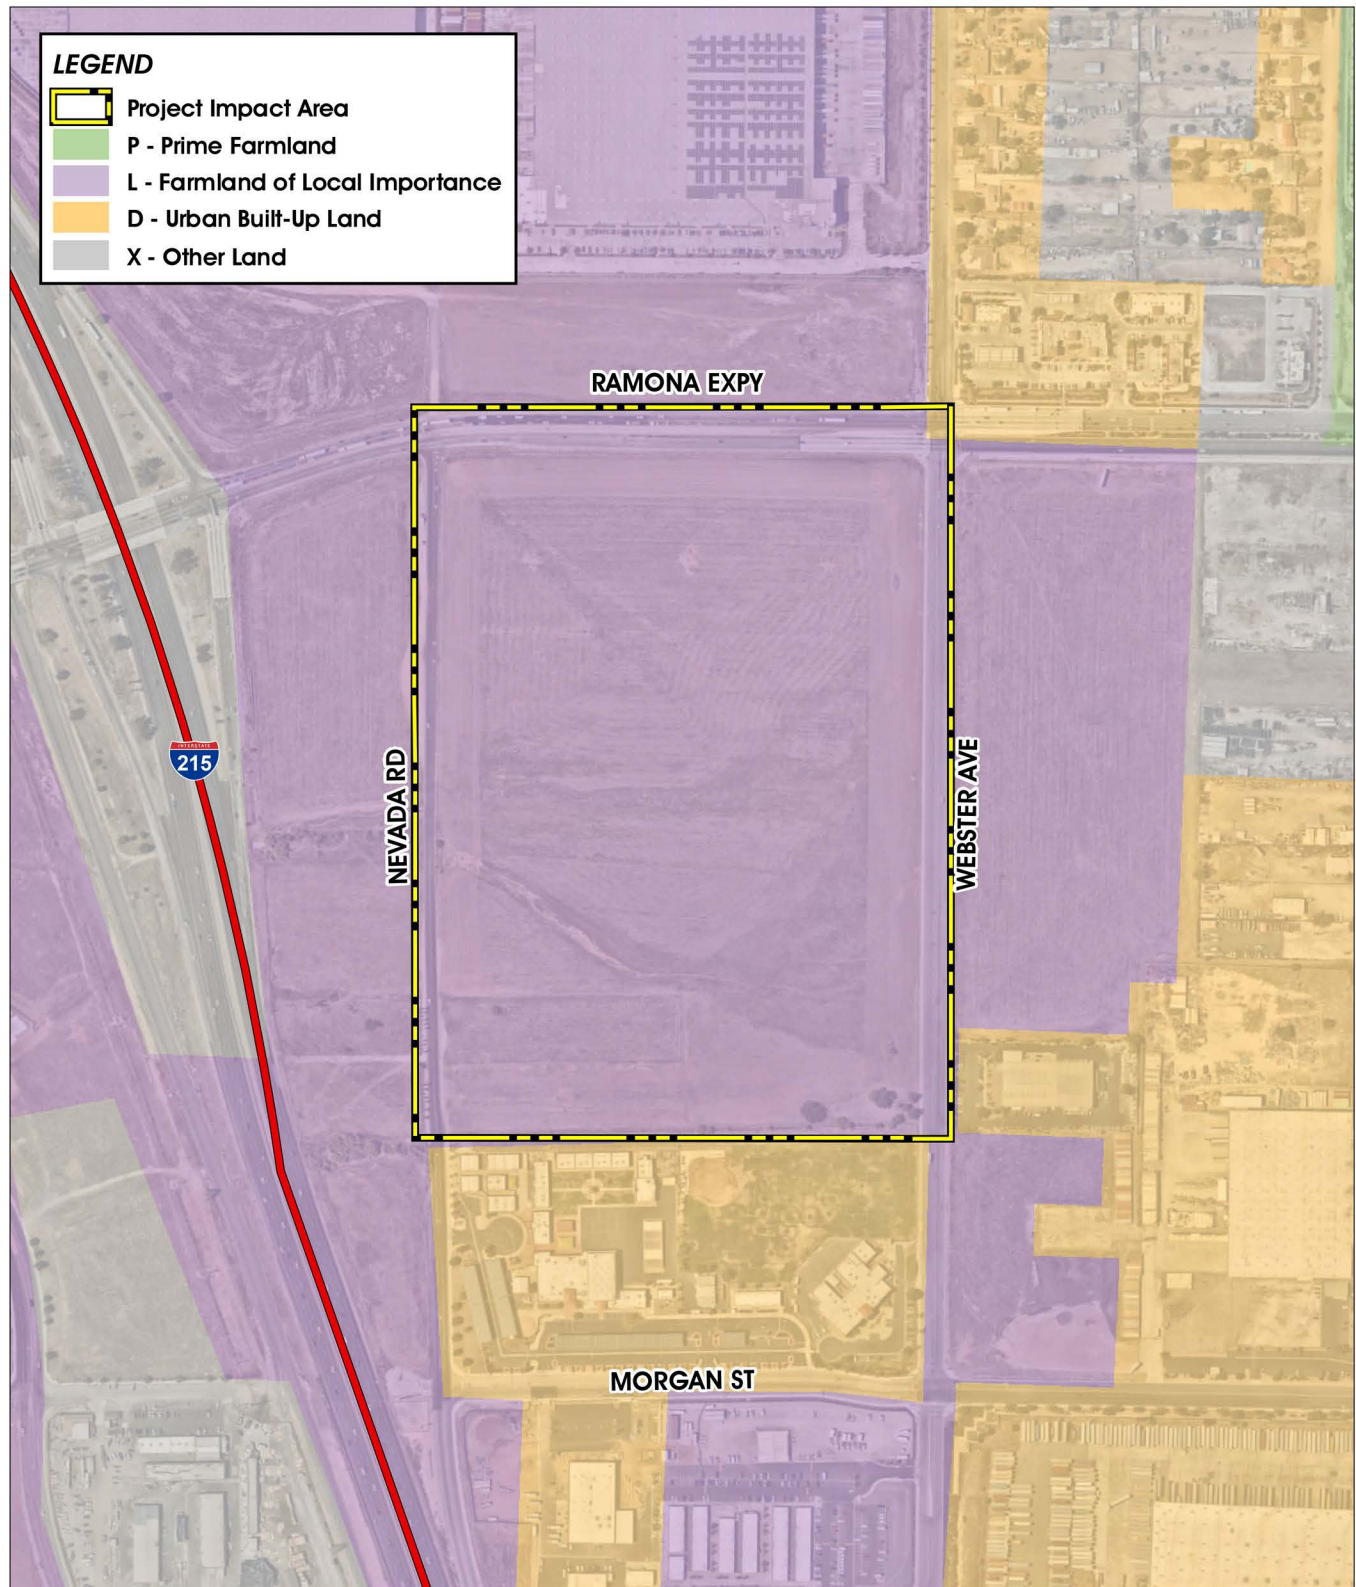 LEGEND
Project Impact Area
P - Prime Farmland
L - Farmland of Local Importance
D - Urban Built-Up Land
X - Other Land
RAMONA EXPY
INTERSTATE
215
NEVADA RD
WEBSTER AVE
MORGAN ST